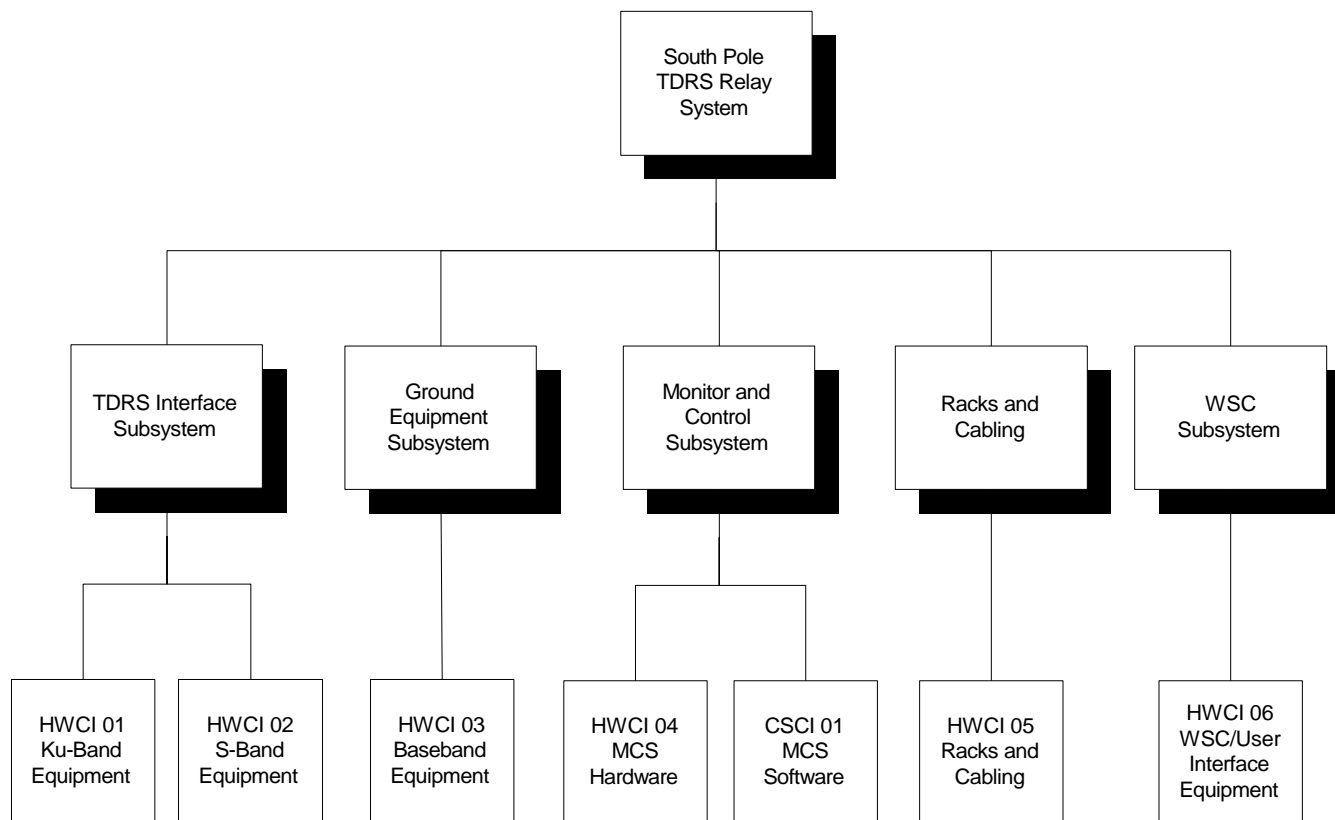 South Pole
TDRS Relay
System
TDRS Interface
Subsystem
Ground
Equipment
Subsystem
Monitor and
Control
Subsystem
Racks and
Cabling
WSC
Subsystem
HWCI 01
Ku-Band
Equipment
HWCI 02
S-Band
Equipment
HWCI 03
Baseband
Equipment
HWCI 04
MCS
Hardware
CSCI 01
MCS
Software
HWCI 05
Racks and
Cabling
HWCI 06
WSC/User
Interface
Equipment